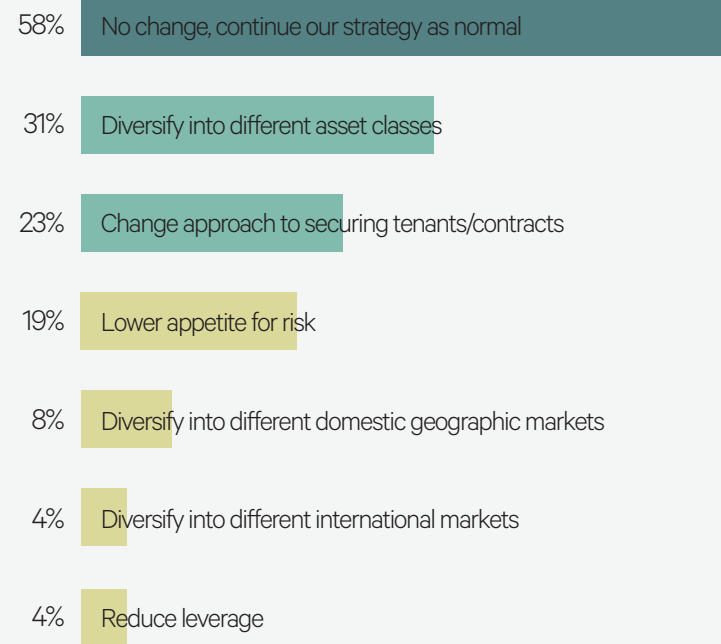 58% No change, continue our strategy as normal
31% Diversify into different asset classes
23% Change approach to securing tenants/contracts
19% Lower appetite for risk
8% Diversify into different domestic geographic markets
4% Diversify into different international markets
4% Reduce leverage